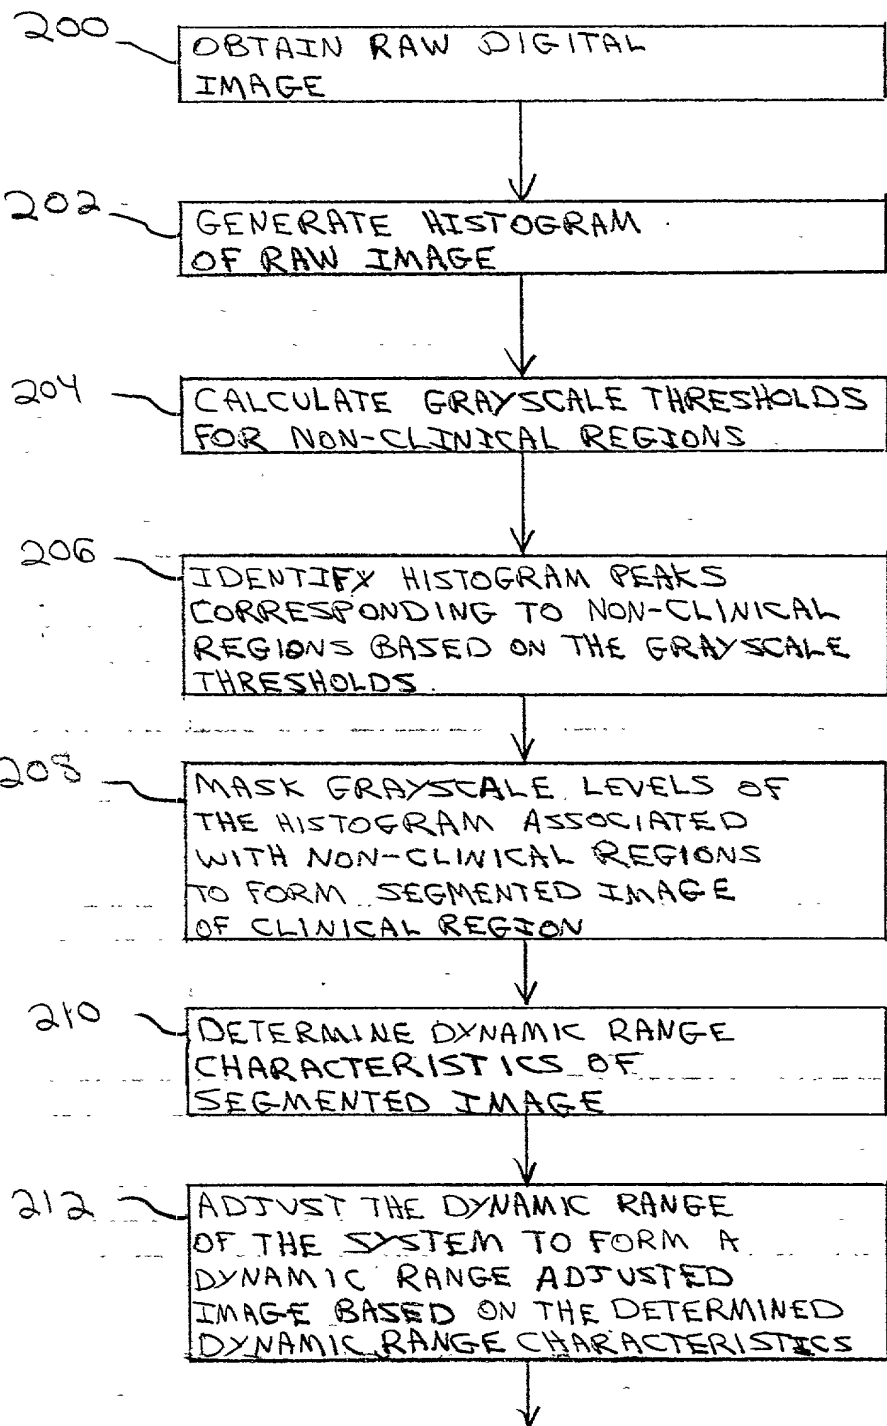 200
OBTAIN RAW DIGITAL
IMAGE
202
GENERATE HISTOGRAM
OF RAW IMAGE
204
CALCULATE GRAYSCALE THRESHOLDS
FOR NON-CLINICAL REGIONS
206
IDENTIFY HISTOGRAM PEAKS
CORRESPONDING TO NON-CLINICAL
REGIONS BASED ON THE GRAYSCALE
THRESHOLDS.
208
MASK GRAYSCALE LEVELS OF
THE HISTOGRAM ASSOCIATED
WITH NON-CLINICAL REGIONS
TO FORM SEGMENTED IMAGE
OF CLINICAL REGION
210
DETERMINE DYNAMIC RANGE
CHARACTERISTICS OF
SEGMENTED IMAGE
212
ADJUST THE DYNAMIC RANGE
OF THE SYSTEM TO FORM A
DYNAMIC RANGE ADJUSTED
IMAGE BASED ON THE DETERMINED
DYNAMIC RANGE CHARACTERISTICS